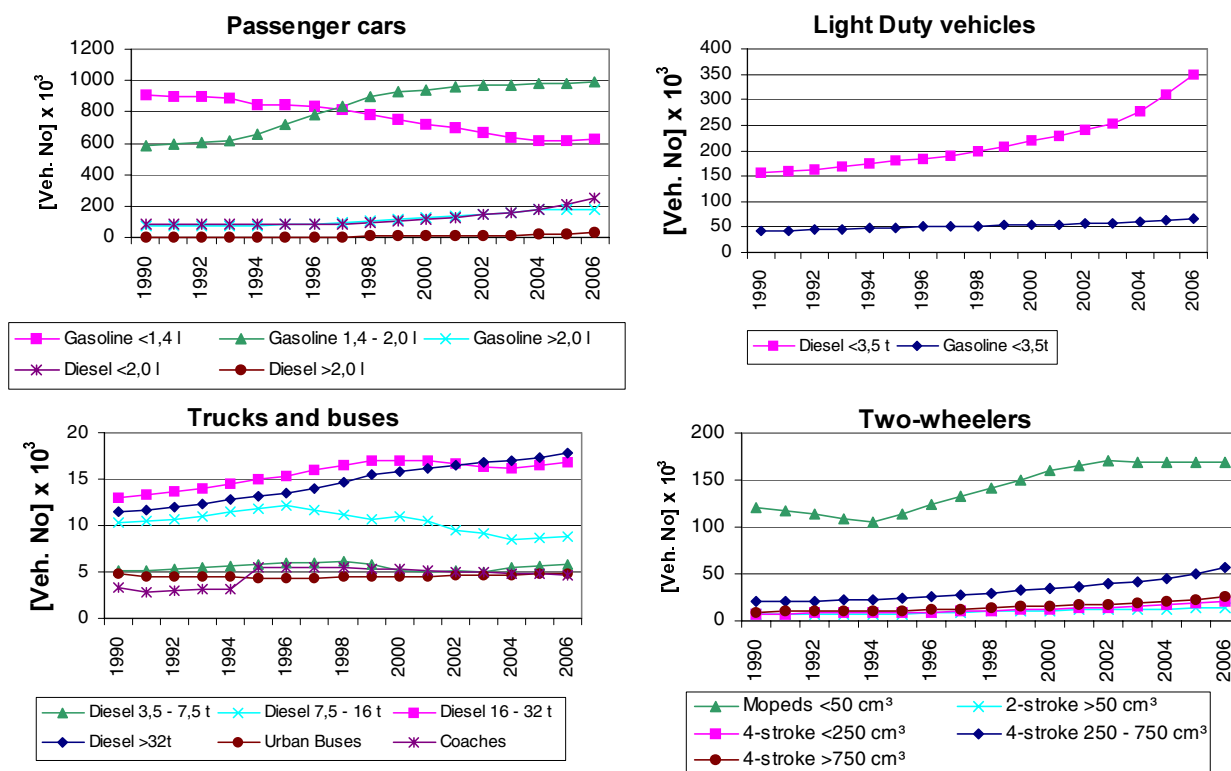 Passenger cars
[Veh. No] x 10³
1200
1000
800
600
400
200
0
1990 1992 1994 1996 1998 2000 2002 2004 2006
Gasoline <1,4 l Gasoline 1,4 - 2,0 l Gasoline >2,0 l
Diesel <2,0 l Diesel >2,0 l
Light Duty vehicles
[Veh. No] x 10³
400
350
300
250
200
150
100
50
0
1990 1992 1994 1996 1998 2000 2002 2004 2006
Diesel <3,5 t Gasoline <3,5t
Trucks and buses
[Veh. No] x 10³
20
15
10
5
0
1990 1992 1994 1996 1998 2000 2002 2004 2006
Diesel 3,5 - 7,5 t Diesel 7,5 - 16 t Diesel 16 - 32 t
Diesel >32t Urban Buses Coaches
Two-wheelers
[Veh. No] x 10³
200
150
100
50
0
1990 1992 1994 1996 1998 2000 2002 2004 2006
Mopeds <50 cm³ 2-stroke >50 cm³
4-stroke <250 cm³ 4-stroke 250 - 750 cm³
4-stroke >750 cm³